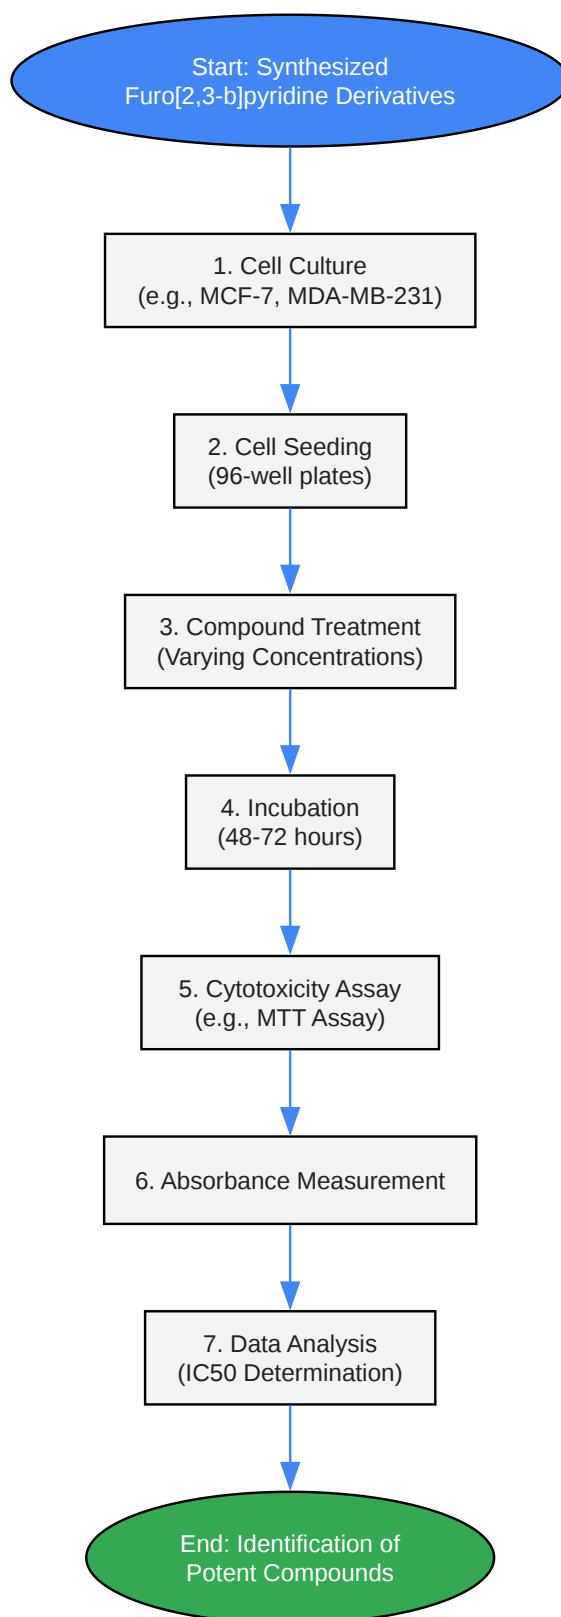 Start: Synthesized
Furo[2,3-b]pyridine Derivatives
1. Cell Culture
(e.g., MCF-7, MDA-MB-231)
2. Cell Seeding
(96-well plates)
3. Compound Treatment
(Varying Concentrations)
4. Incubation
(48-72 hours)
5. Cytotoxicity Assay
(e.g., MTT Assay)
6. Absorbance Measurement
7. Data Analysis
(IC50 Determination)
End: Identification of
Potent Compounds